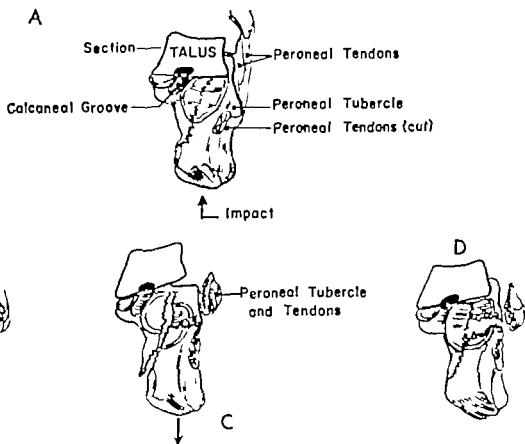 A
Section
TALUS
Peroneal Tendons
Calcaneal Groove
Peroneal Tubercle
Peroneal Tendons (cut)
Impact
D
Peroneal Tubercle
and Tendons
C